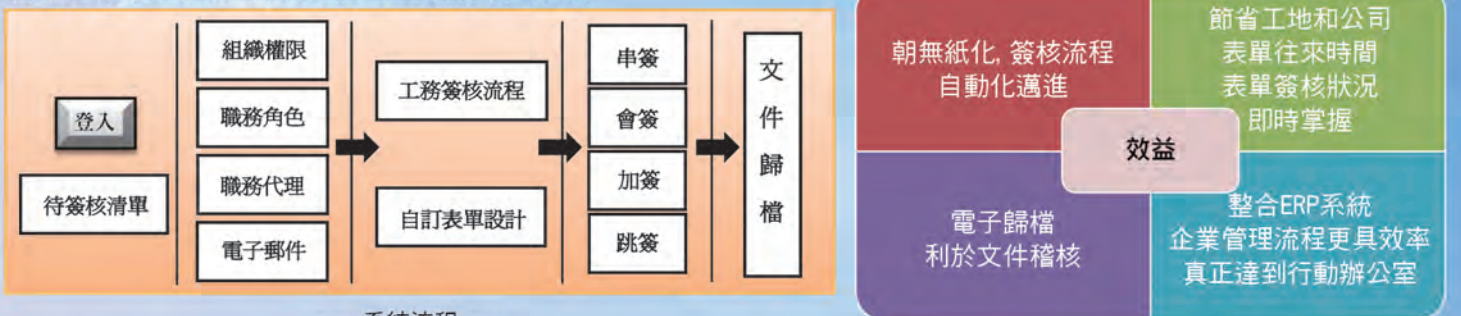 登入
待簽核清單
組織權限
職務角色
職務代理
電子郵件
工務簽核流程
自訂表單設計
串簽
會簽
加簽
跳簽
文件歸檔
朝無紙化, 簽核流程
自動化邁進
節省工地和公司
表單往來時間
表單簽核狀況
即時掌握
效益
電子歸檔
利於文件稽核
整合ERP系統
企業管理流程更具效率
真正達到行動辦公室